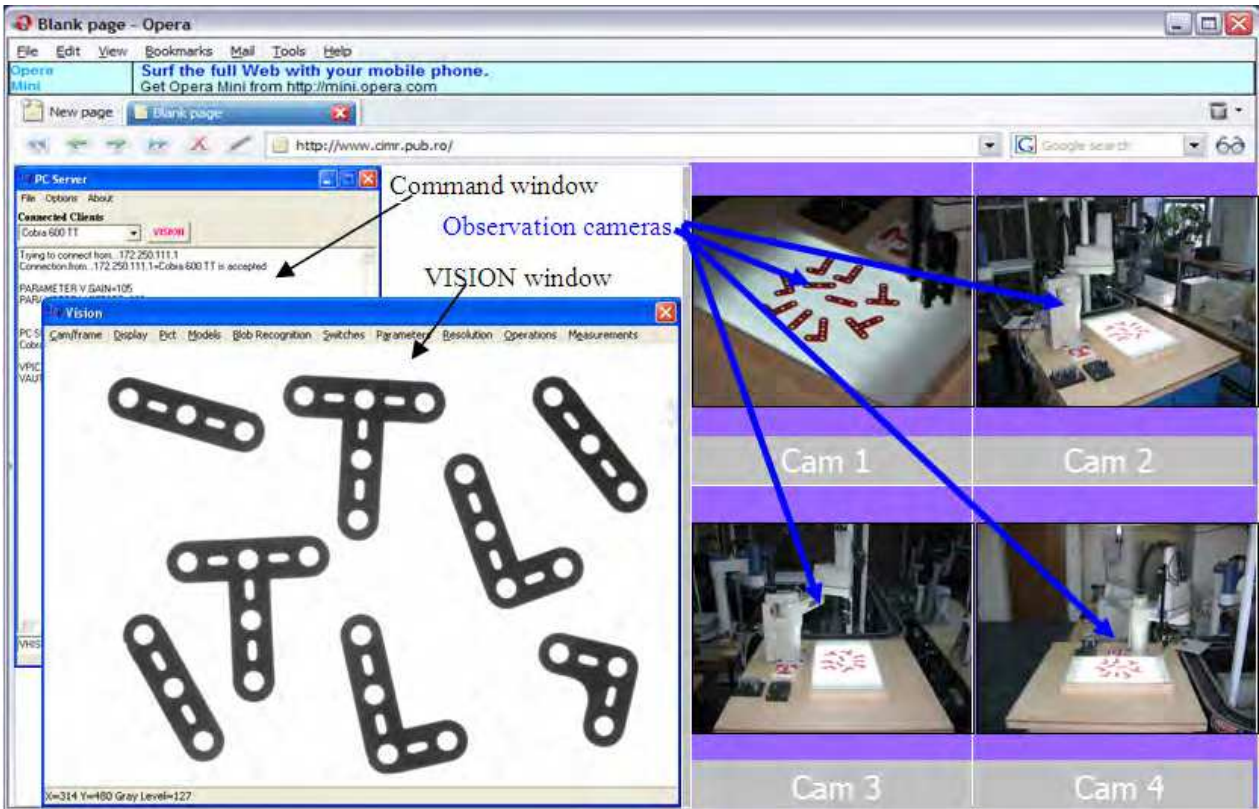 Blank page - Opera
File Edit View Bookmarks Mail Tools Help
Opera Mini
Surf the full Web with your mobile phone.
Get Opera Mini from http://mini.opera.com
New page
Blank page
http://www.cimr.pub.ro/
Google search
PC Server
File Options About
Connected Clients
Cobra 600 TT
VISION
Trying to connect from...172.250.111.1
Connection from...172.250.111.1=Cobra 600 TT is accepted
PARAMETER V.GAIN=105
PC S
Cobr
VPIC
VAUT
Command window
Observation cameras
VISION window
Vision
Cam/frame Display Pict Models Blob Recognition Switches Parameters Resolution Operations Measurements
X=314 Y=480 Gray Level=127
Cam 1
Cam 2
Cam 3
Cam 4